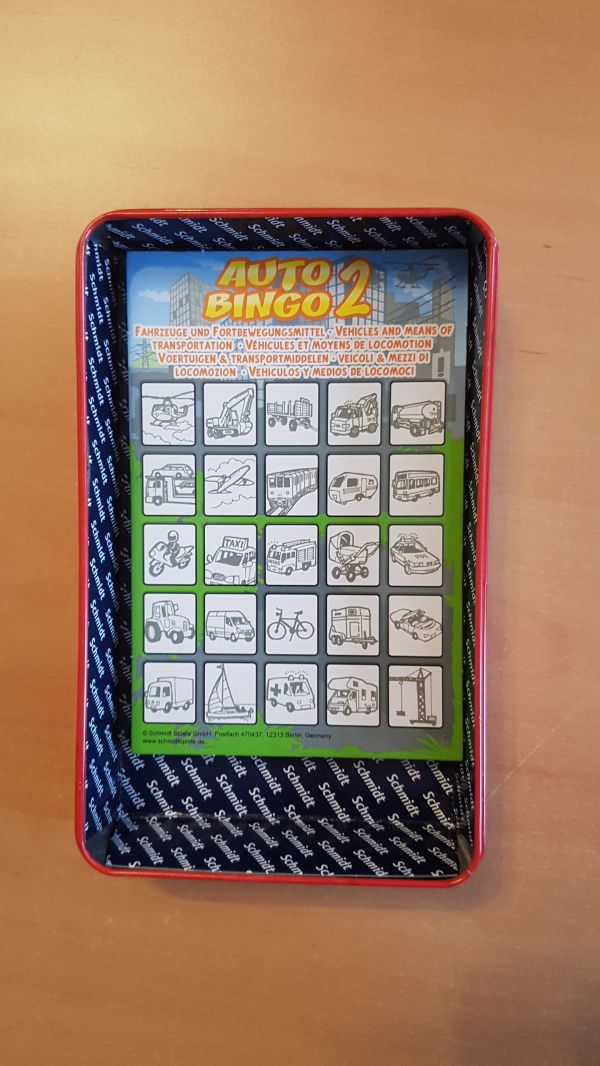 AUTO
BINGO 2
FAHRZEUGE UND FORTBEWEGUNGSMITTEL · VEHICLES AND MEANS OF
TRANSPORTATION · VÉHICULES ET MOYENS DE LOCOMOTION
VOERTUIGEN & TRANSPORTMIDDELEN · VEICOLI & MEZZI DI
LOCOMOZION · VEHICULOS Y MEDIOS DE LOCOMOCI
TAXI
POL
© Schmidt Spiele GmbH, Postfach 470437, 12313 Berlin, Germany
www.schmidtspiele.de
Schmidt